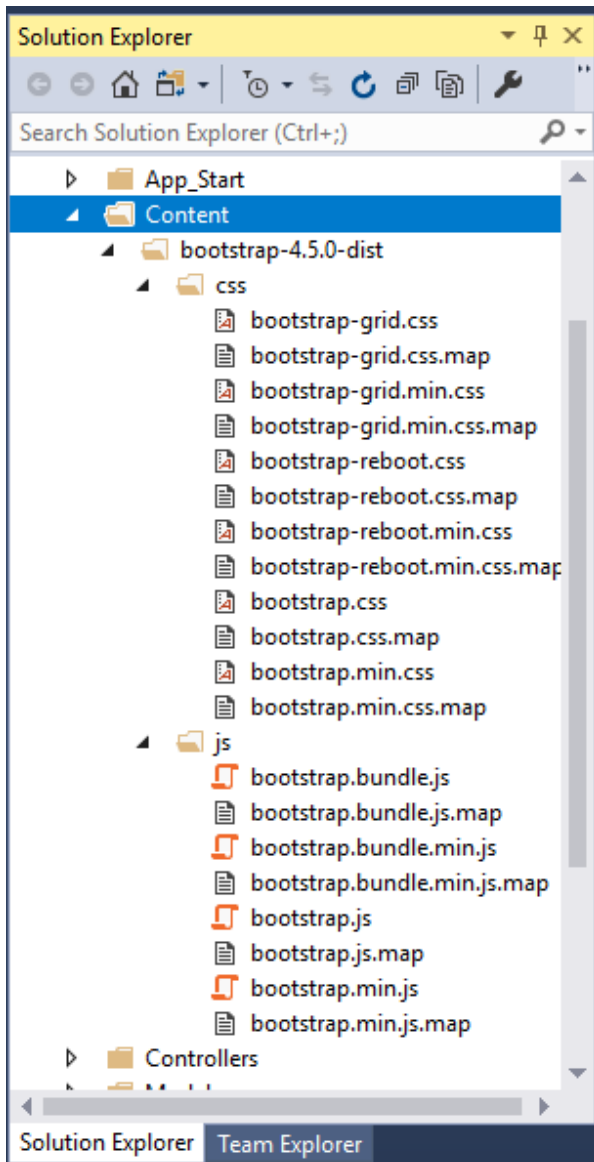 Solution Explorer
Search Solution Explorer (Ctrl+;)
App_Start
Content
bootstrap-4.5.0-dist
css
bootstrap-grid.css
bootstrap-grid.css.map
bootstrap-grid.min.css
bootstrap-grid.min.css.map
bootstrap-reboot.css
bootstrap-reboot.css.map
bootstrap-reboot.min.css
bootstrap-reboot.min.css.map
bootstrap.css
bootstrap.css.map
bootstrap.min.css
bootstrap.min.css.map
js
bootstrap.bundle.js
bootstrap.bundle.js.map
bootstrap.bundle.min.js
bootstrap.bundle.min.js.map
bootstrap.js
bootstrap.js.map
bootstrap.min.js
bootstrap.min.js.map
Controllers
Solution Explorer Team Explorer